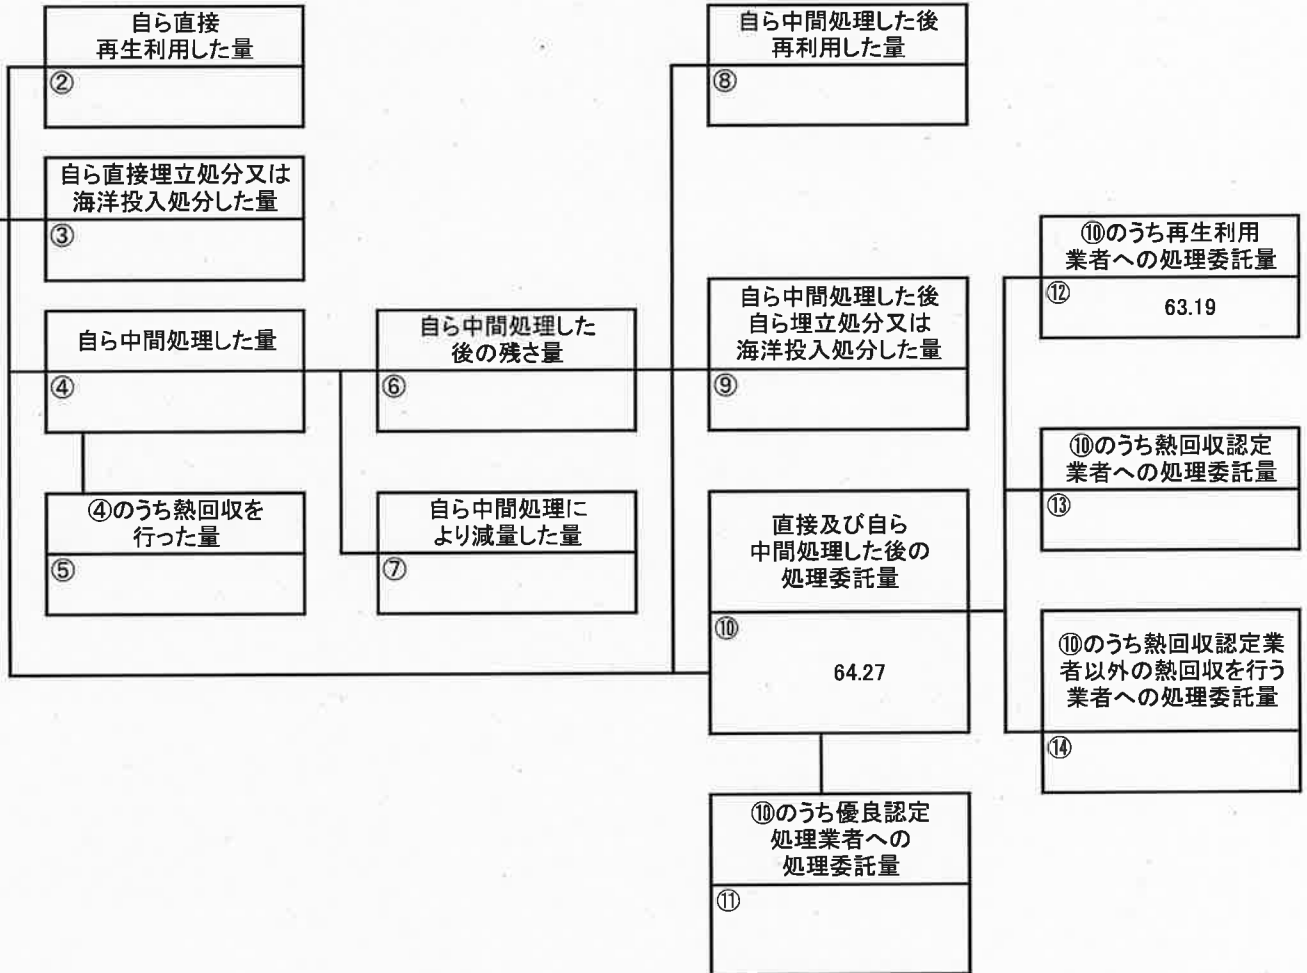 自ら直接
再生利用した量
②
自ら直接埋立処分又は
海洋投入処分した量
③
自ら中間処理した量
④
④のうち熱回収を
行った量
⑤
自ら中間処理した
後の残さ量
⑥
自ら中間処理に
より減量した量
⑦
自ら中間処理した後
再利用した量
⑧
自ら中間処理した後
自ら埋立処分又は
海洋投入処分した量
⑨
直接及び自ら
中間処理した後の
処理委託量
⑩
64.27
⑩のうち優良認定
処理業者への
処理委託量
⑪
⑩のうち再生利用
業者への処理委託量
⑫
63.19
⑩のうち熱回収認定
業者への処理委託量
⑬
⑩のうち熱回収認定業
者以外の熱回収を行う
業者への処理委託量
⑭